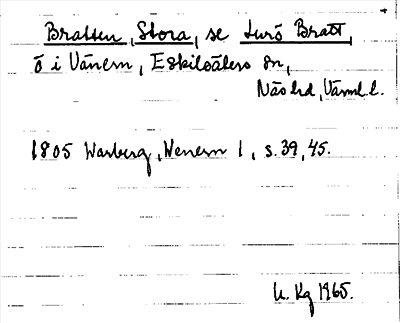 Bratten, Stora, se Lurö Bratt,
ö i Vänern, Eskilsäters sn,
Näs hd, Värml. l.
1805 Warberg, Wenern 1, s. 39, 45.
U. Kg 1965.